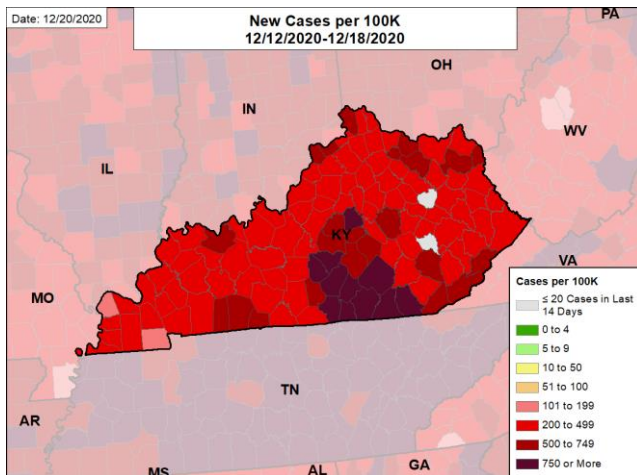 Date: 12/20/2020
New Cases per 100K
12/12/2020-12/18/2020
PA
OH
IN
WV
IL
KY
VA
MO
TN
AR
MS
AL
GA
Cases per 100K
≤ 20 Cases in Last
14 Days
0 to 4
5 to 9
10 to 50
51 to 100
101 to 199
200 to 499
500 to 749
750 or More